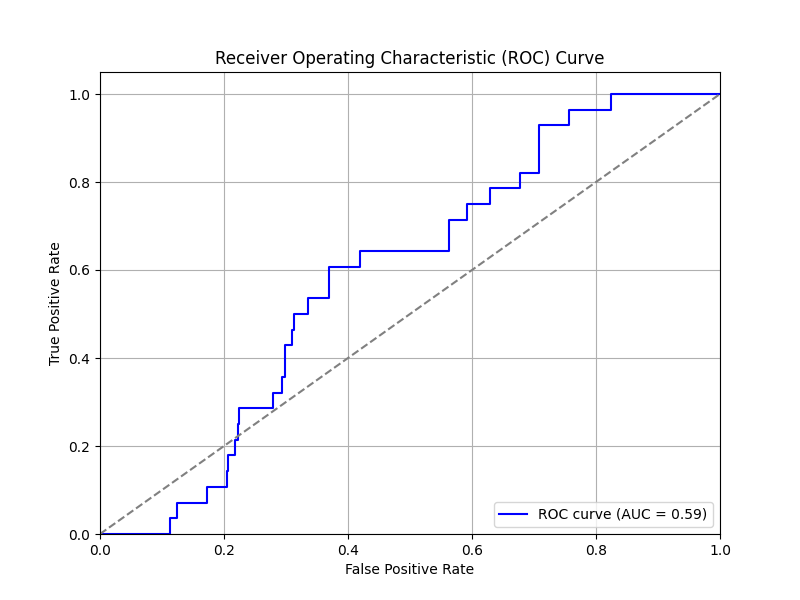 Receiver Operating Characteristic (ROC) Curve
True Positive Rate
1.0
0.8
0.6
0.4
0.2
0.0
0.0 0.2 0.4 0.6 0.8 1.0
False Positive Rate
ROC curve (AUC = 0.59)